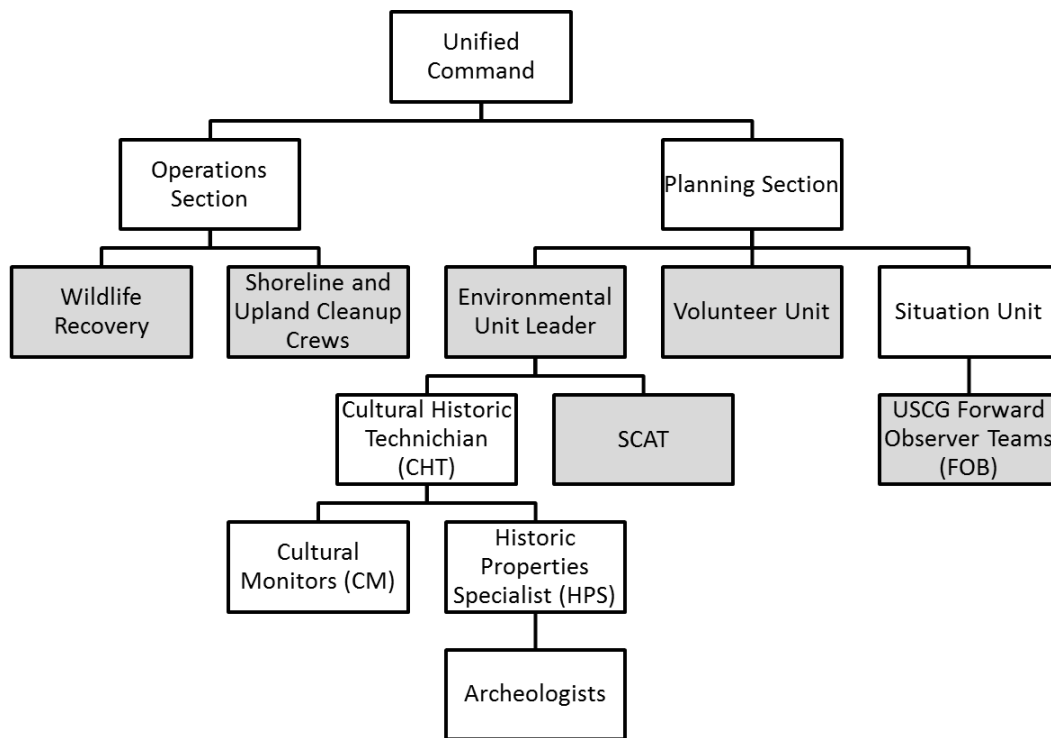 Unified
Command
Operations
Section
Planning Section
Wildlife
Recovery
Shoreline and
Upland Cleanup
Crews
Environmental
Unit Leader
Volunteer Unit
Situation Unit
Cultural Historic
Technichian
(CHT)
SCAT
USCG Forward
Observer Teams
(FOB)
Cultural
Monitors (CM)
Historic
Properties
Specialist (HPS)
Archeologists